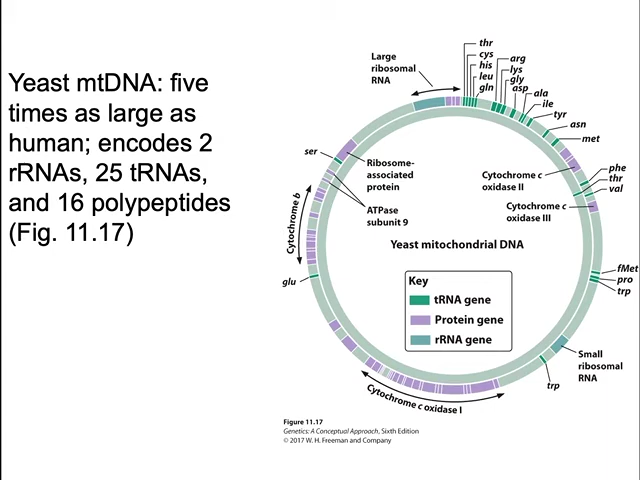 Yeast mtDNA: five
times as large as
human; encodes 2
rRNAs, 25 tRNAs,
and 16 polypeptides
(Fig. 11.17)
Large
ribosomal
RNA
thr
cys
his
leu
gln
arg
lys
gly
asp
ala
ile
tyr
asn
met
ser
Ribosome-
associated
protein
ATPase
subunit 9
Cytochrome b
Cytochrome c
oxidase II
phe
thr
val
Cytochrome c
oxidase III
Yeast mitochondrial DNA
glu
fMet
pro
trp
Key
tRNA gene
Protein gene
rRNA gene
Small
ribosomal
RNA
trp
Cytochrome c oxidase I
Figure 11.17
Genetics: A Conceptual Approach, Sixth Edition
© 2017 W. H. Freeman and Company